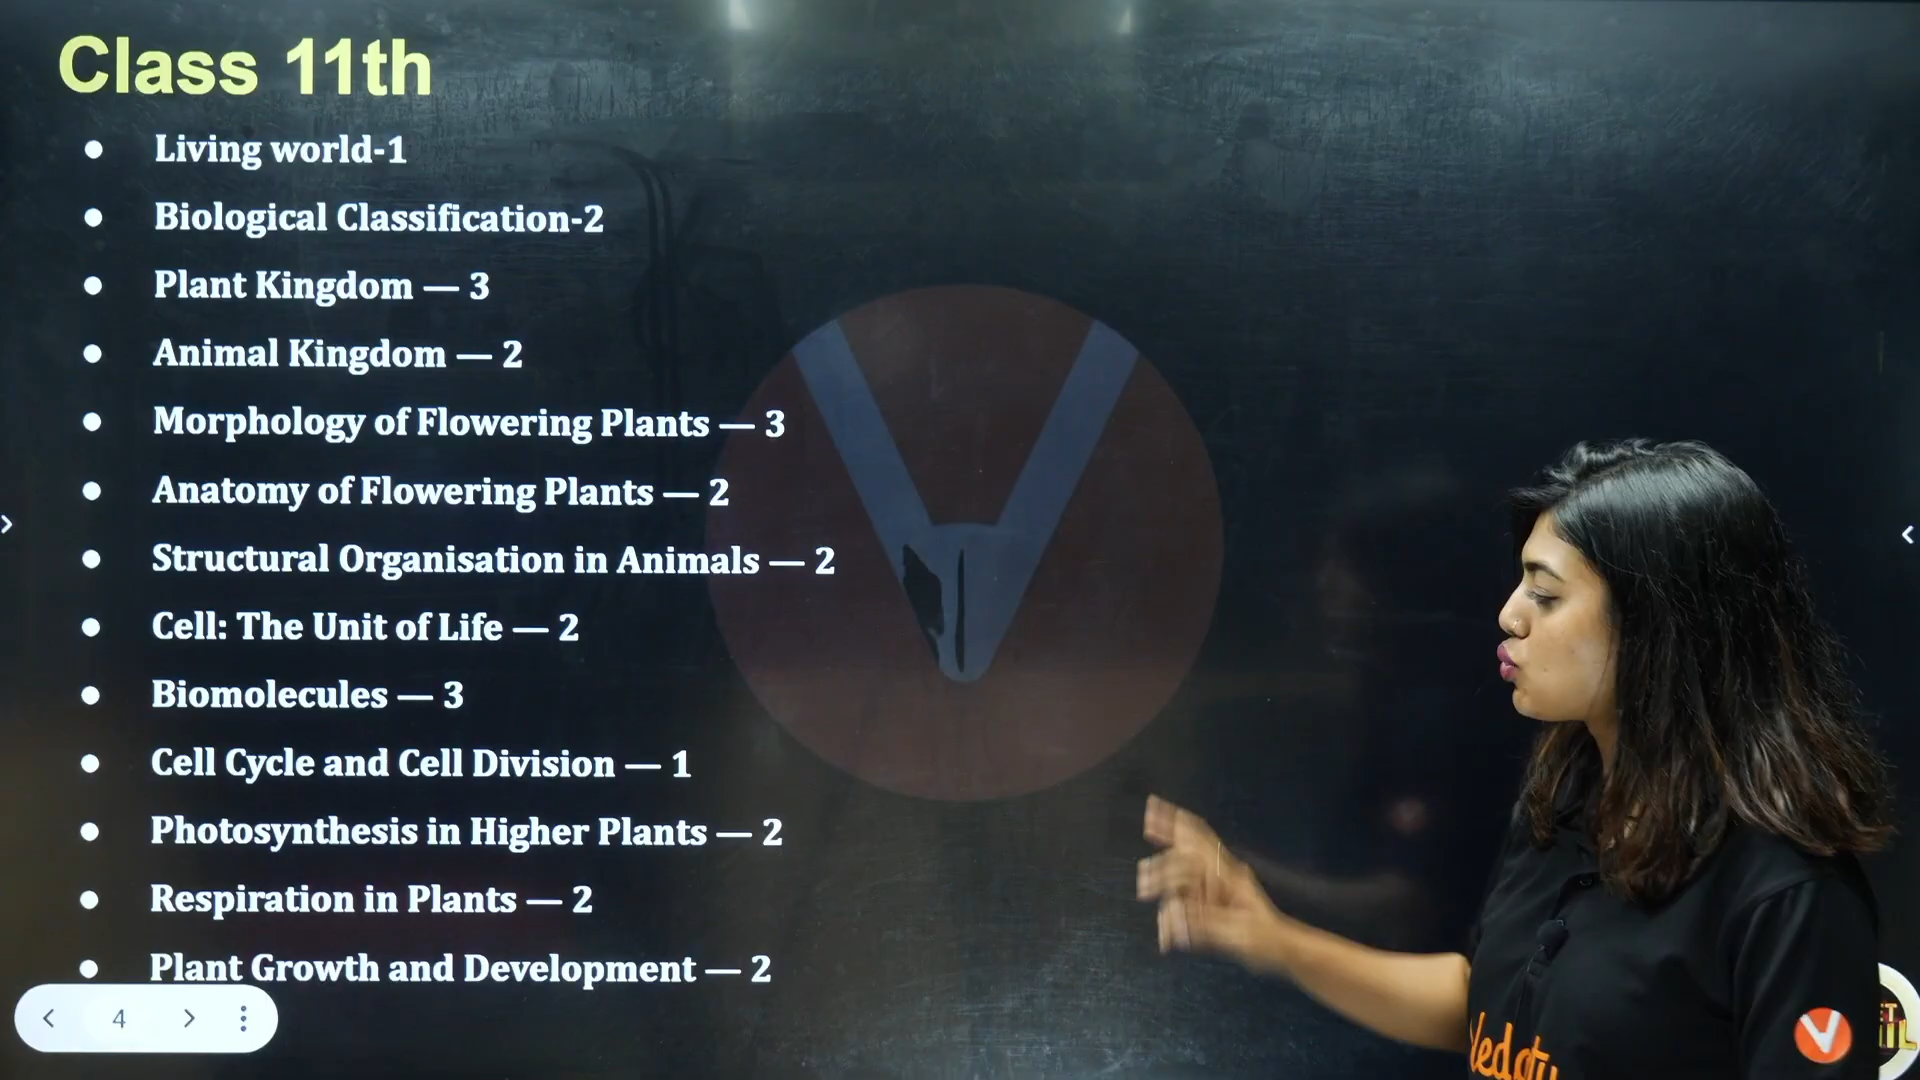 Class 11th
● Living world-1
● Biological Classification-2
● Plant Kingdom — 3
● Animal Kingdom — 2
● Morphology of Flowering Plants — 3
● Anatomy of Flowering Plants — 2
● Structural Organisation in Animals — 2
● Cell: The Unit of Life — 2
● Biomolecules — 3
● Cell Cycle and Cell Division — 1
● Photosynthesis in Higher Plants — 2
● Respiration in Plants — 2
● Plant Growth and Development — 2
4
Vedantu